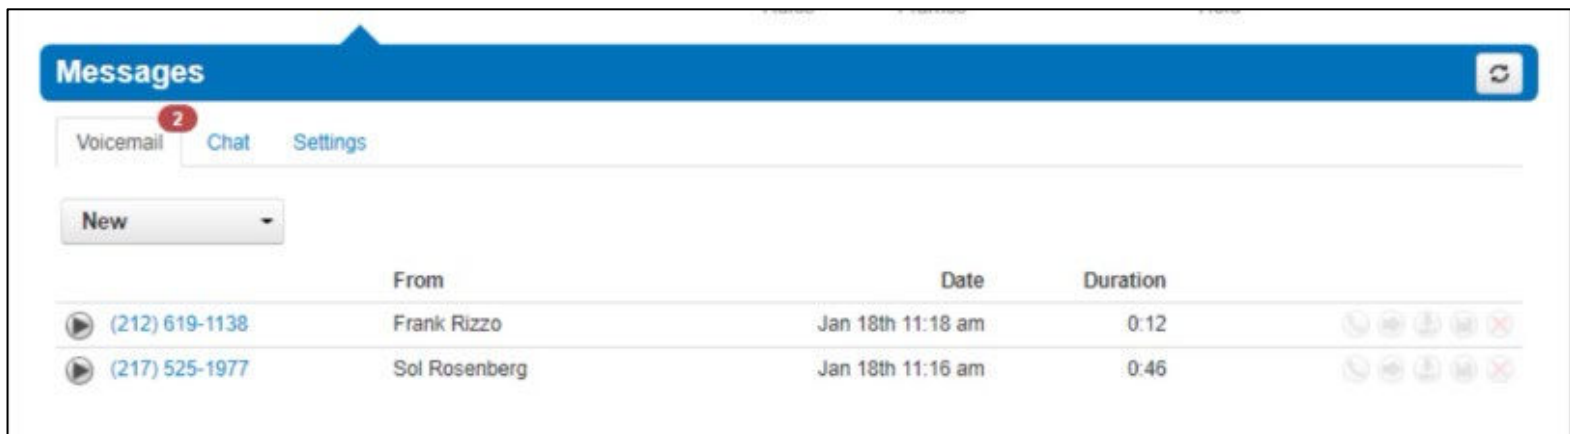 Messages
2
Voicemail Chat Settings
New
From Date Duration
(212) 619-1138 Frank Rizzo Jan 18th 11:18 am 0:12
(217) 525-1977 Sol Rosenberg Jan 18th 11:16 am 0:46